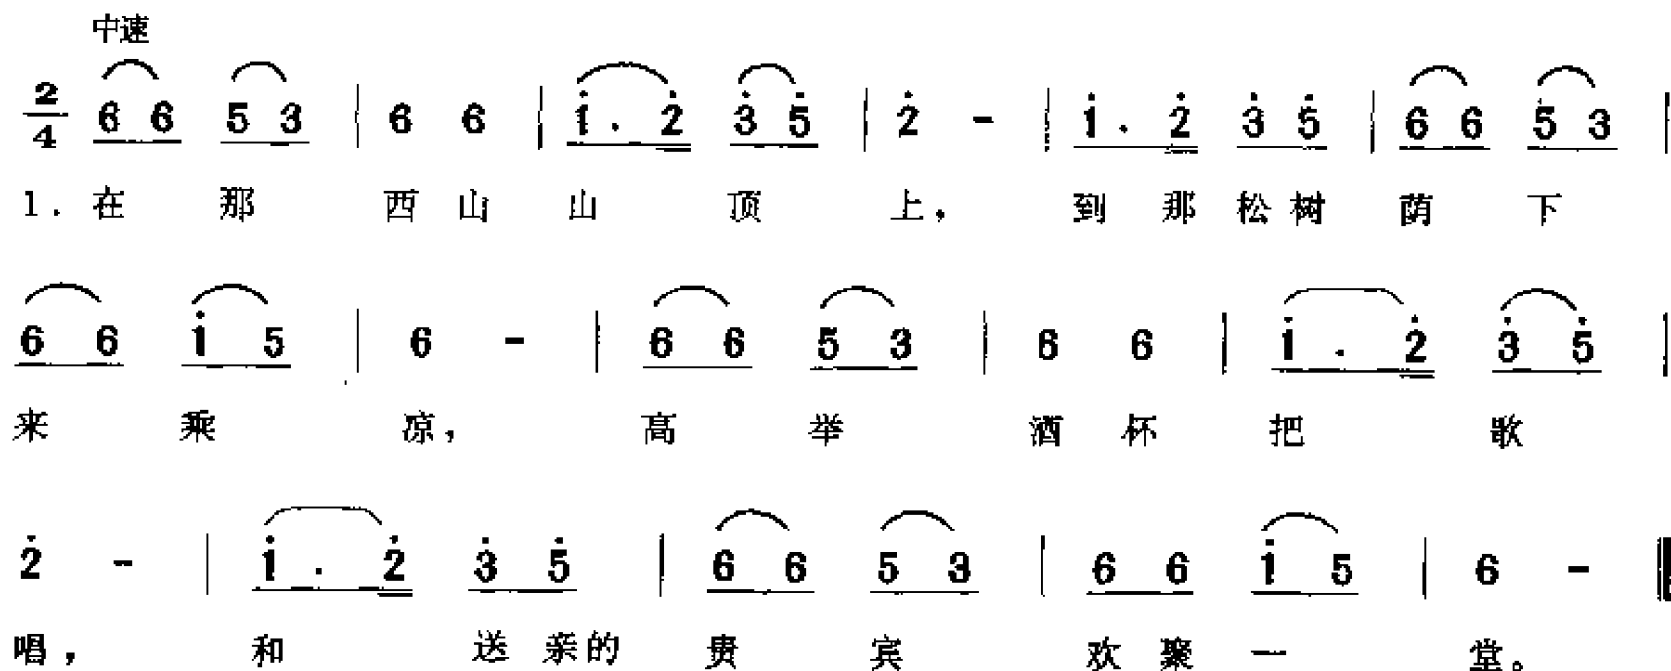 中速
2/4 6 6 5 3 | 6 6 | i . 2̇ 3̇ 5̇ | 2̇ - | i . 2̇ 3̇ 5̇ | 6 6 5 3 |
1. 在 那 西 山 山 顶 上, 到 那 松 树 荫 下
6 6 i 5 | 6 - | 6 6 5 3 | 6 6 | i . 2̇ 3̇ 5̇ |
来 乘 凉, 高 举 酒 杯 把 歌
2̇ - | i . 2̇ 3̇ 5̇ | 6 6 5 3 | 6 6 i 5 | 6 - ‖
唱, 和 送 亲 的 贵 宾 欢 聚 一 堂。